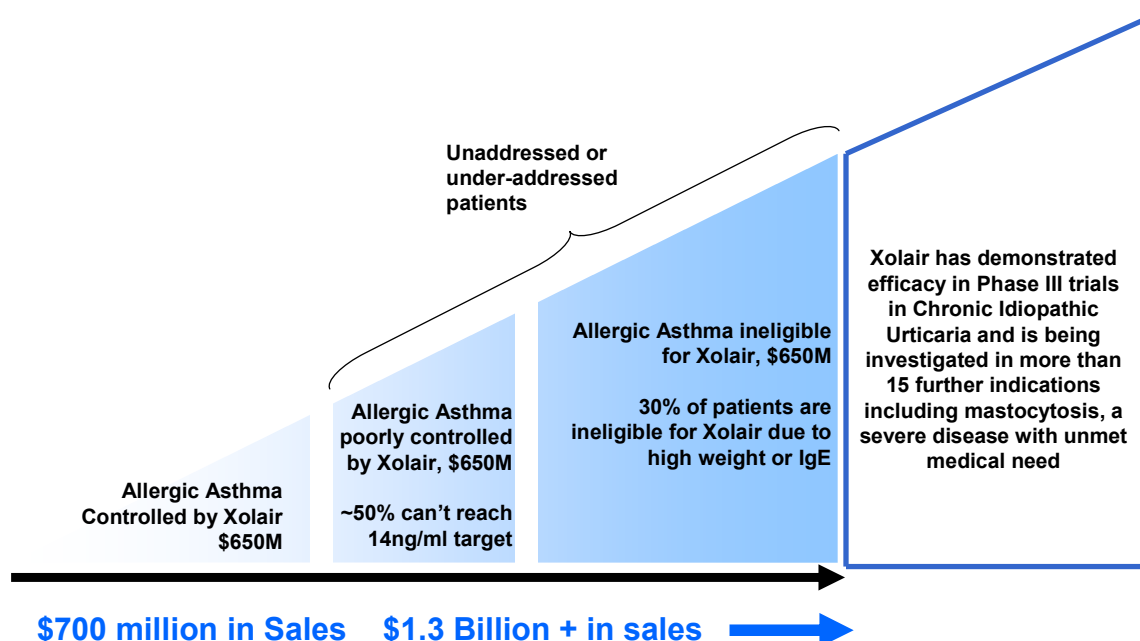 Unaddressed or
under-addressed
patients
Allergic Asthma
Controlled by Xolair
$650M
Allergic Asthma
poorly controlled
by Xolair, $650M
~50% can’t reach
14ng/ml target
Allergic Asthma ineligible
for Xolair, $650M
30% of patients are
ineligible for Xolair due to
high weight or IgE
Xolair has demonstrated
efficacy in Phase III trials
in Chronic Idiopathic
Urticaria and is being
investigated in more than
15 further indications
including mastocytosis, a
severe disease with unmet
medical need
$700 million in Sales
$1.3 Billion + in sales